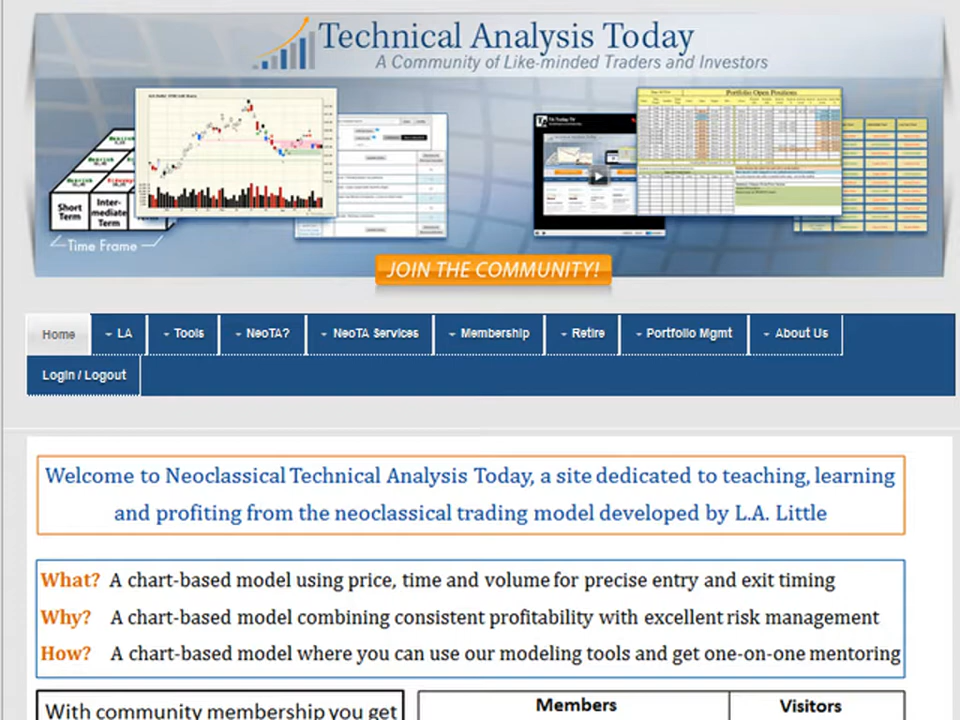 Technical Analysis Today
A Community of Like-minded Traders and Investors
Portfolio Open Positions
Short Term
Inter-mediate Term
Time Frame
JOIN THE COMMUNITY!
Home
LA
Tools
NeoTA?
NeoTA Services
Membership
Retire
Portfolio Mgmt
About Us
Login / Logout
Welcome to Neoclassical Technical Analysis Today, a site dedicated to teaching, learning
and profiting from the neoclassical trading model developed by L.A. Little
What? A chart-based model using price, time and volume for precise entry and exit timing
Why? A chart-based model combining consistent profitability with excellent risk management
How? A chart-based model where you can use our modeling tools and get one-on-one mentoring
With community membership you get
Members
Visitors